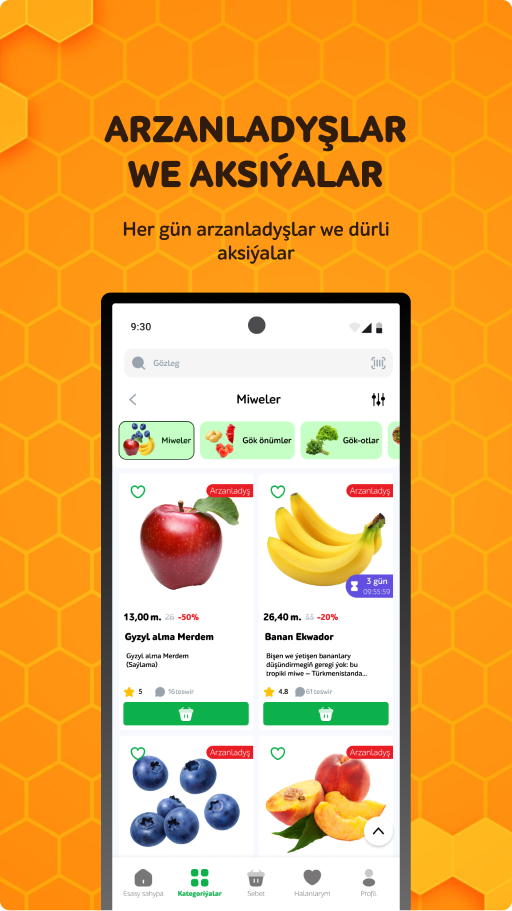 ARZANLADYŞLAR
WE AKSIÝALAR
Her gün arzanladyşlar we dürli
aksiýalar
9:30
Gözleg
Miweler
Miweler
Gök önümler
Gök-otlar
Arzanladyş
Arzanladyş
3 gün
09:55:59
13,00 m. 26 -50%
26,40 m. 33 -20%
Gyzyl alma Merdem
Banan Ekwador
Gyzyl alma Merdem
(Saýlama)
Bişen we ýetişen bananlary
düşündirmegiň geregi ýok: bu
tropiki miwe – Türkmenistanda...
5 16 teswir
4.8 61 teswir
Arzanladyş
Arzanladyş
Esasy sahypa
Kategoriýalar
Sebet
Halanlarym
Profil